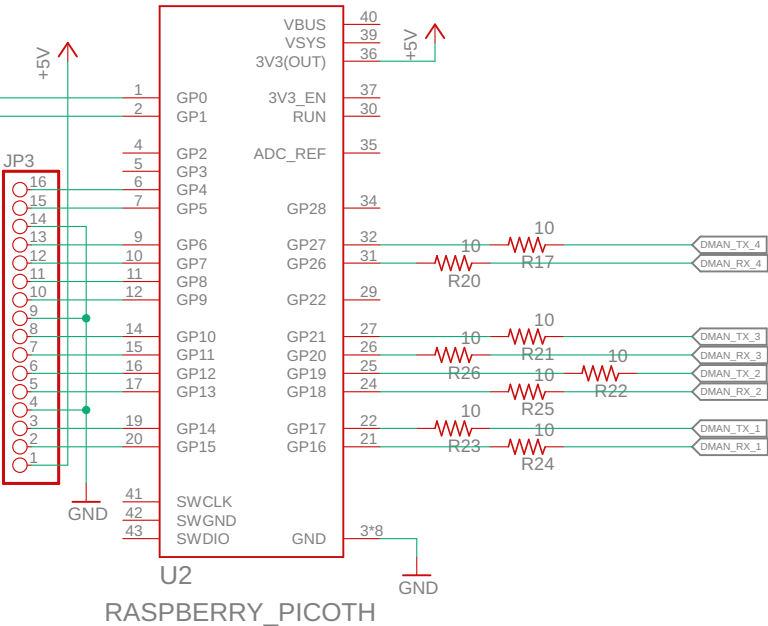 VBUS 40
VSYS 39
3V3(OUT) 36
+5V
+5V
1 GP0 3V3_EN 37
2 GP1 RUN 30
4 GP2 ADC_REF 35
JP3
5 GP3
16 6 GP4
15 7 GP5 GP28 34
14
13 9 GP6 GP27 32 10 R17 DMAN_TX_4
12 10 GP7 GP26 31 10 R20 DMAN_RX_4
11 11 GP8
10 12 GP9 GP22 29
9
8 14 GP10 GP21 27 10 R21 DMAN_TX_3
7 15 GP11 GP20 26 10 R26 DMAN_RX_3
6 16 GP12 GP19 25 10 R22 DMAN_TX_2
5 17 GP13 GP18 24 10 R25 DMAN_RX_2
4
3 19 GP14 GP17 22 10 R23 DMAN_TX_1
2 20 GP15 GP16 21 10 R24 DMAN_RX_1
1
41 SWCLK
GND
42 SWGND
43 SWDIO GND 3*8
U2
GND
RASPBERRY_PICOTH